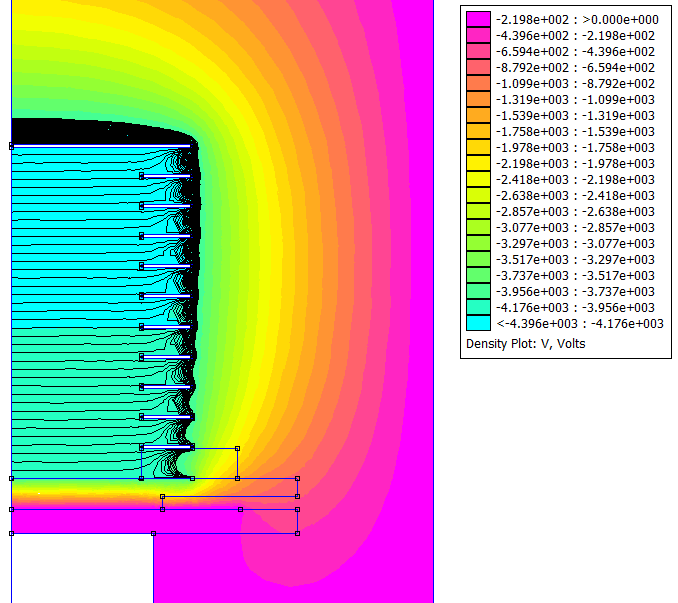 -2.198e+002 : >0.000e+000
-4.396e+002 : -2.198e+002
-6.594e+002 : -4.396e+002
-8.792e+002 : -6.594e+002
-1.099e+003 : -8.792e+002
-1.319e+003 : -1.099e+003
-1.539e+003 : -1.319e+003
-1.758e+003 : -1.539e+003
-1.978e+003 : -1.758e+003
-2.198e+003 : -1.978e+003
-2.418e+003 : -2.198e+003
-2.638e+003 : -2.418e+003
-2.857e+003 : -2.638e+003
-3.077e+003 : -2.857e+003
-3.297e+003 : -3.077e+003
-3.517e+003 : -3.297e+003
-3.737e+003 : -3.517e+003
-3.956e+003 : -3.737e+003
-4.176e+003 : -3.956e+003
<-4.396e+003 : -4.176e+003
Density Plot: V, Volts